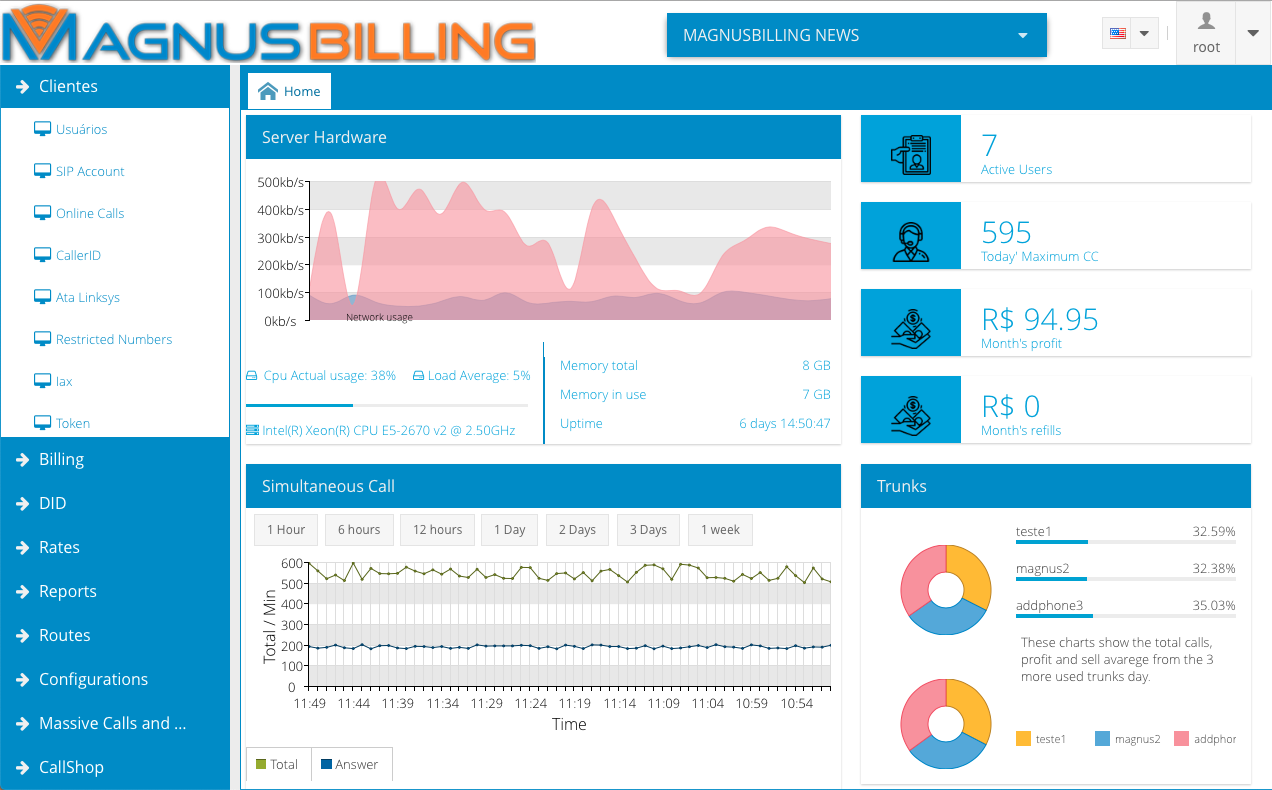 MAGNUSBILLING
MAGNUSBILLING NEWS
root
Clientes
Usuários
SIP Account
Online Calls
CallerID
Ata Linksys
Restricted Numbers
Iax
Token
Billing
DID
Rates
Reports
Routes
Configurations
Massive Calls and ...
CallShop
Home
Server Hardware
500kb/s
400kb/s
300kb/s
200kb/s
100kb/s
0kb/s
Network usage
Cpu Actual usage: 38%
Load Average: 5%
Intel(R) Xeon(R) CPU E5-2670 v2 @ 2.50GHz
Memory total 8 GB
Memory in use 7 GB
Uptime 6 days 14:50:47
7
Active Users
595
Today' Maximum CC
R$ 94.95
Month's profit
R$ 0
Month's refills
Simultaneous Call
1 Hour 6 hours 12 hours 1 Day 2 Days 3 Days 1 week
Total / Min
600
500
400
300
200
100
0
11:49 11:44 11:39 11:34 11:29 11:24 11:19 11:14 11:09 11:04 10:59 10:54
Time
Total Answer
Trunks
teste1 32.59%
magnus2 32.38%
addphone3 35.03%
These charts show the total calls,
profit and sell avarege from the 3
more used trunks day.
teste1 magnus2 addphor